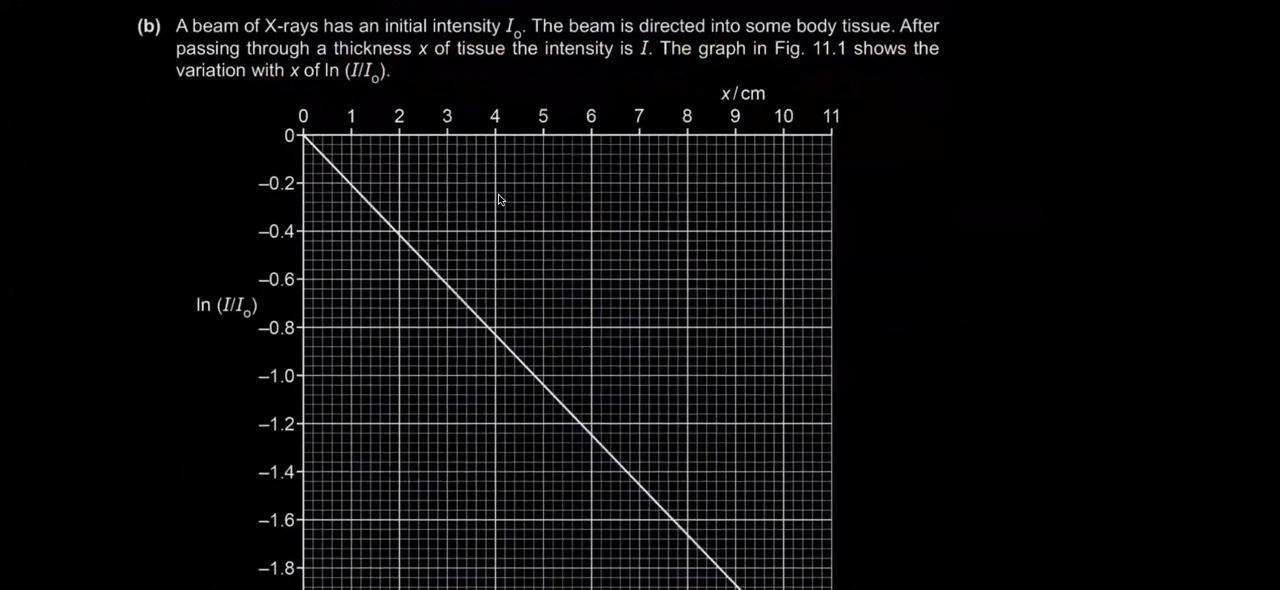 (b) A beam of X-rays has an initial intensity Iₒ. The beam is directed into some body tissue. After
passing through a thickness x of tissue the intensity is I. The graph in Fig. 11.1 shows the
variation with x of ln (I/Iₒ).
x/cm
0 1 2 3 4 5 6 7 8 9 10 11
0
–0.2
–0.4
–0.6
ln (I/Iₒ)
–0.8
–1.0
–1.2
–1.4
–1.6
–1.8